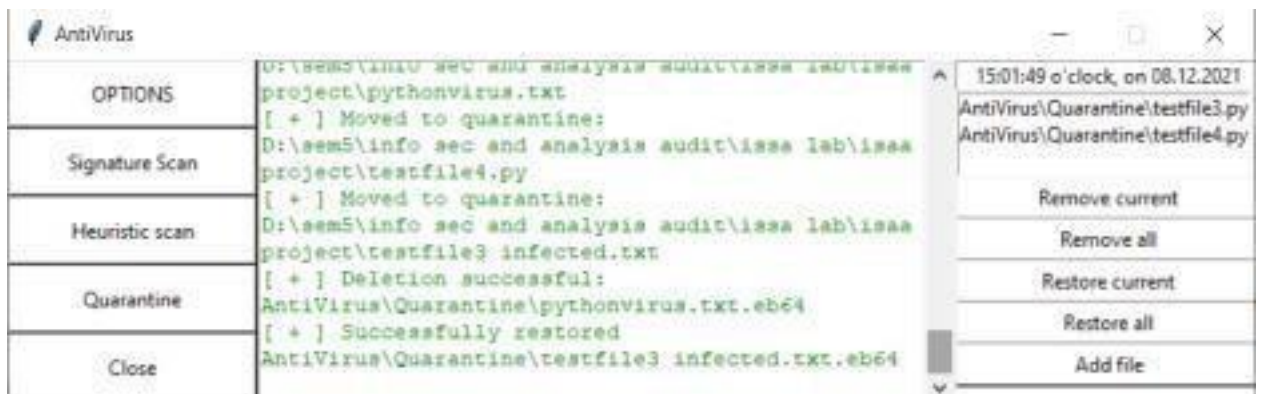 AntiVirus
OPTIONS
Signature Scan
Heuristic scan
Quarantine
Close
D:\sem5\info sec and analysis audit\issa lab\isaa
project\pythonvirus.txt
[ + ] Moved to quarantine:
D:\sem5\info sec and analysis audit\issa lab\isaa
project\testfile4.py
[ + ] Moved to quarantine:
D:\sem5\info sec and analysis audit\issa lab\isaa
project\testfile3 infected.txt
[ + ] Deletion successful:
AntiVirus\Quarantine\pythonvirus.txt.eb64
[ + ] Successfully restored
AntiVirus\Quarantine\testfile3 infected.txt.eb64
15:01:49 o'clock, on 08.12.2021
AntiVirus\Quarantine\testfile3.py
AntiVirus\Quarantine\testfile4.py
Remove current
Remove all
Restore current
Restore all
Add file